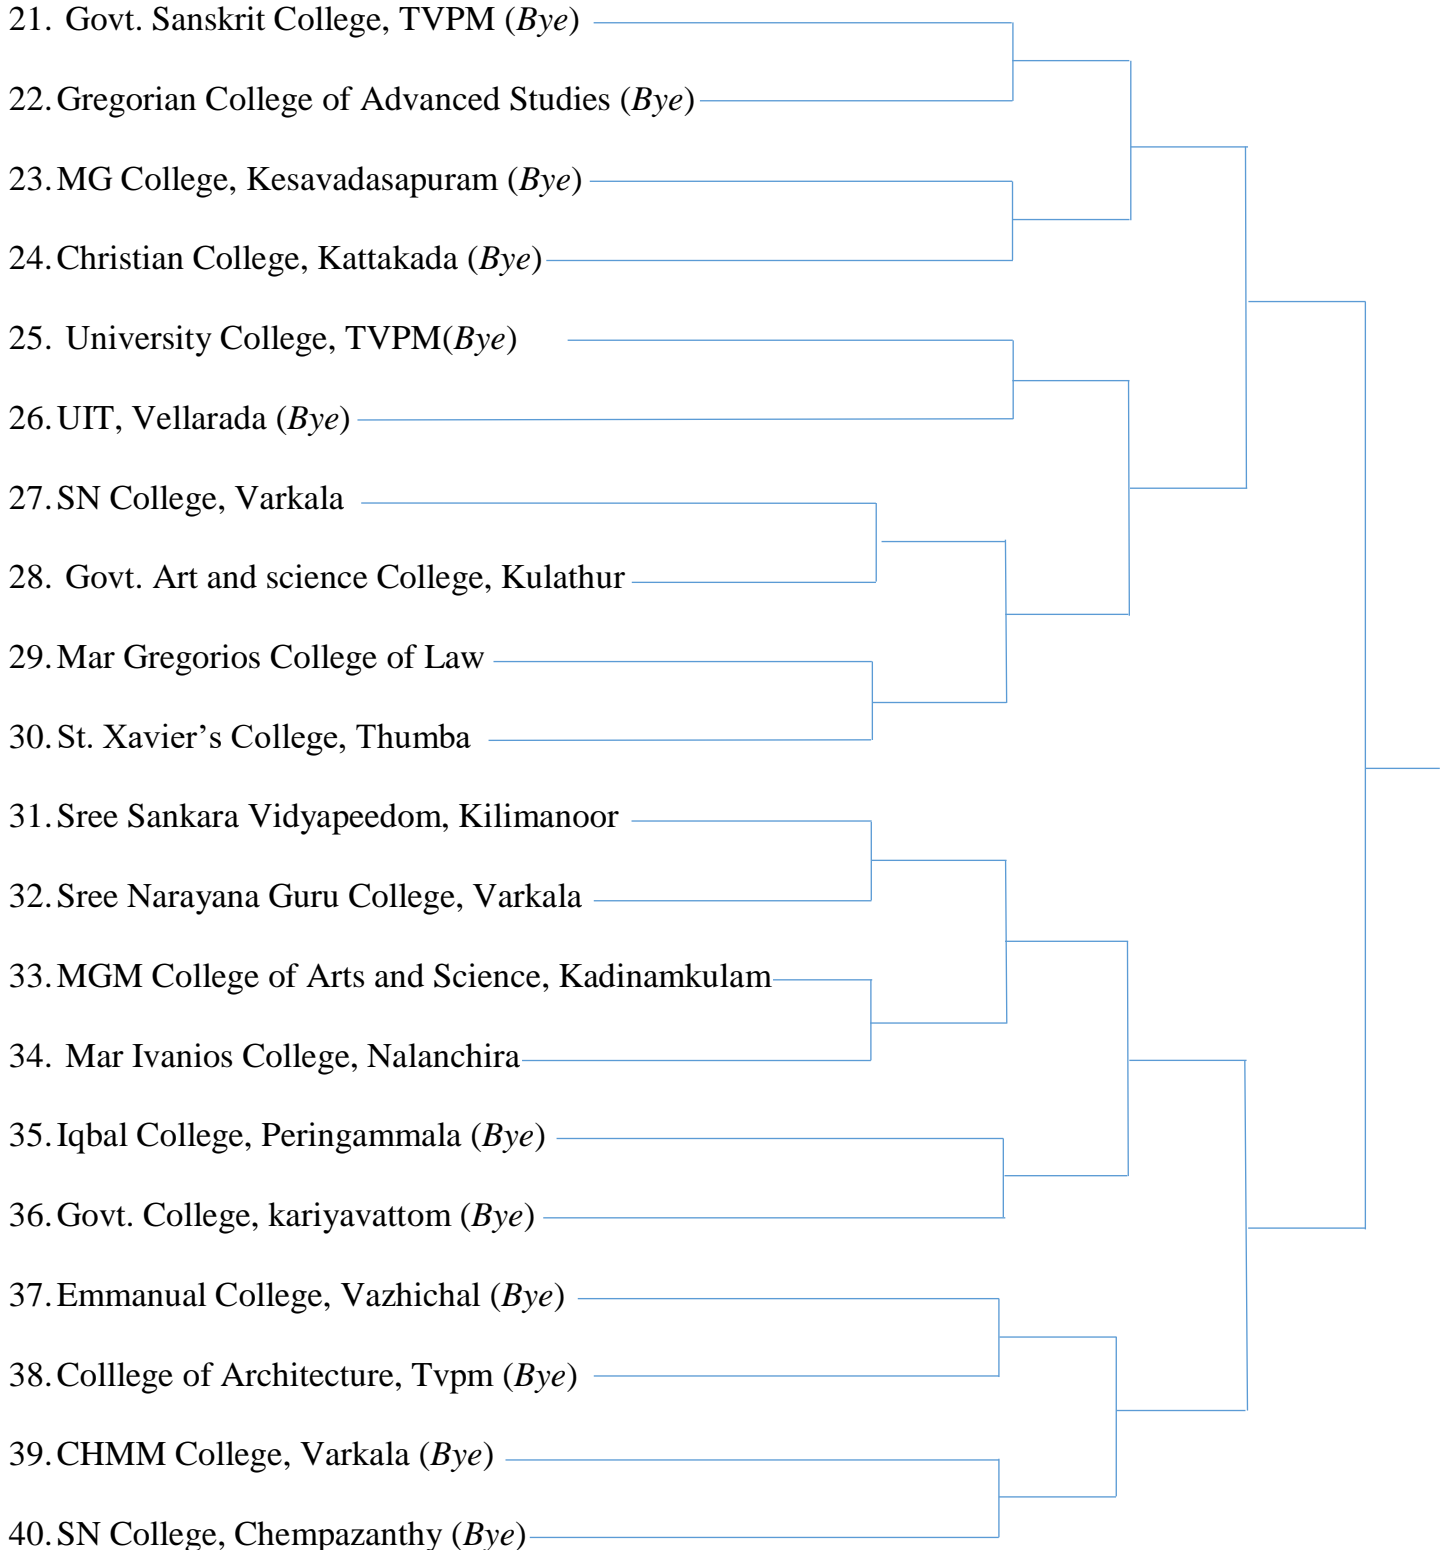 21. Govt. Sanskrit College, TVPM (Bye)
22. Gregorian College of Advanced Studies (Bye)
23. MG College, Kesavadasapuram (Bye)
24. Christian College, Kattakada (Bye)
25. University College, TVPM(Bye)
26. UIT, Vellarada (Bye)
27. SN College, Varkala
28. Govt. Art and science College, Kulathur
29. Mar Gregorios College of Law
30. St. Xavier’s College, Thumba
31. Sree Sankara Vidyapeedom, Kilimanoor
32. Sree Narayana Guru College, Varkala
33. MGM College of Arts and Science, Kadinamkulam
34. Mar Ivanios College, Nalanchira
35. Iqbal College, Peringammala (Bye)
36. Govt. College, kariyavattom (Bye)
37. Emmanual College, Vazhichal (Bye)
38. Colllege of Architecture, Tvpm (Bye)
39. CHMM College, Varkala (Bye)
40. SN College, Chempazanthy (Bye)